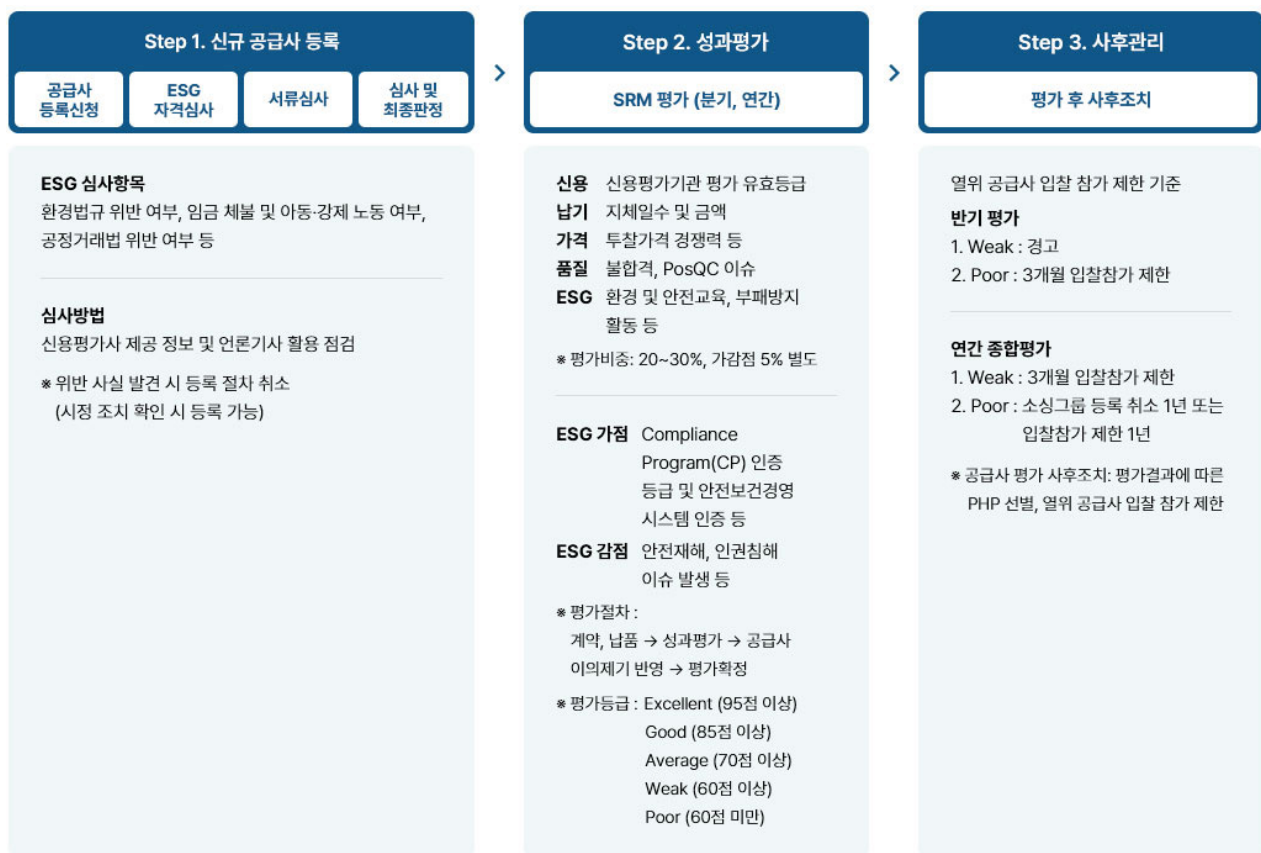 Step 1. 신규 공급사 등록
공급사
등록신청
ESG
자격심사
서류심사
심사 및
최종판정
ESG 심사항목
환경법규 위반 여부, 임금 체불 및 아동·강제 노동 여부,
공정거래법 위반 여부 등
심사방법
신용평가사 제공 정보 및 언론기사 활용 점검
※ 위반 사실 발견 시 등록 절차 취소
(시정 조치 확인 시 등록 가능)
Step 2. 성과평가
SRM 평가 (분기, 연간)
신용 신용평가기관 평가 유효등급
납기 지체일수 및 금액
가격 투찰가격 경쟁력 등
품질 불합격, PosQC 이슈
ESG 환경 및 안전교육, 부패방지
활동 등
※ 평가비중: 20~30%, 가감점 5% 별도
ESG 가점 Compliance
Program(CP) 인증
등급 및 안전보건경영
시스템 인증 등
ESG 감점 안전재해, 인권침해
이슈 발생 등
※ 평가절차 :
계약, 납품 → 성과평가 → 공급사
이의제기 반영 → 평가확정
※ 평가등급 : Excellent (95점 이상)
Good (85점 이상)
Average (70점 이상)
Weak (60점 이상)
Poor (60점 미만)
Step 3. 사후관리
평가 후 사후조치
열위 공급사 입찰 참가 제한 기준
반기 평가
1. Weak : 경고
2. Poor : 3개월 입찰참가 제한
연간 종합평가
1. Weak : 3개월 입찰참가 제한
2. Poor : 소싱그룹 등록 취소 1년 또는
입찰참가 제한 1년
※ 공급사 평가 사후조치: 평가결과에 따른
PHP 선별, 열위 공급사 입찰 참가 제한